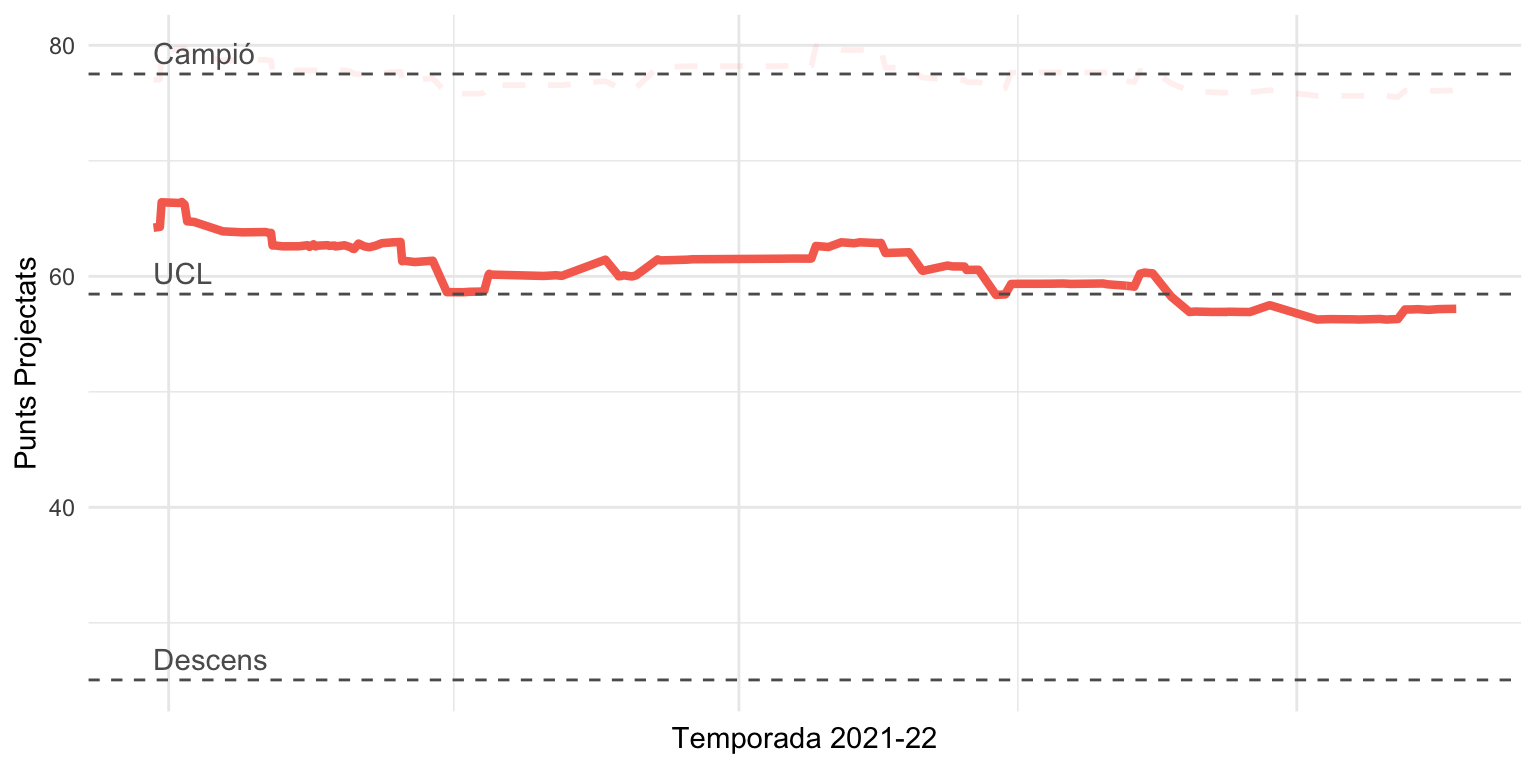 80
Campió
60
UCL
Punts Projectats
40
Descens
Temporada 2021-22